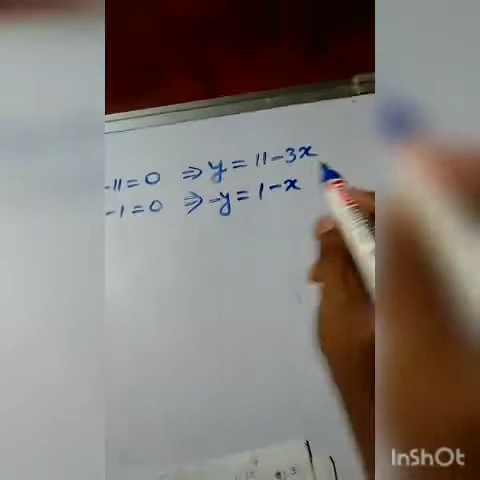 -11=0 ⇒ y = 11-3x
-1=0 ⇒ -y = 1-x
InShOt